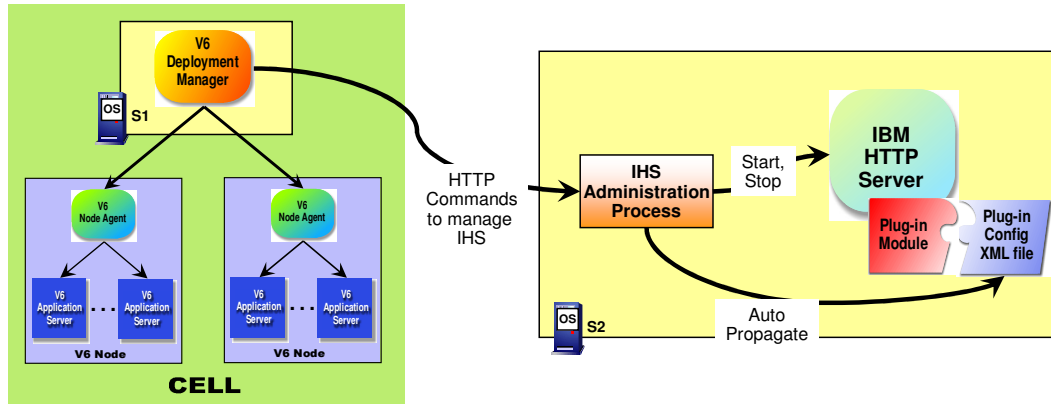 V6
Deployment
Manager
OS
S1
V6
Node Agent
V6
Node Agent
V6
Application
Server
. . .
V6
Application
Server
V6 Node
V6
Application
Server
. . .
V6
Application
Server
V6 Node
CELL
HTTP
Commands
to manage
IHS
IHS
Administration
Process
Start,
Stop
IBM
HTTP
Server
Plug-in
Module
Plug-in
Config
XML file
Auto
Propagate
OS
S2